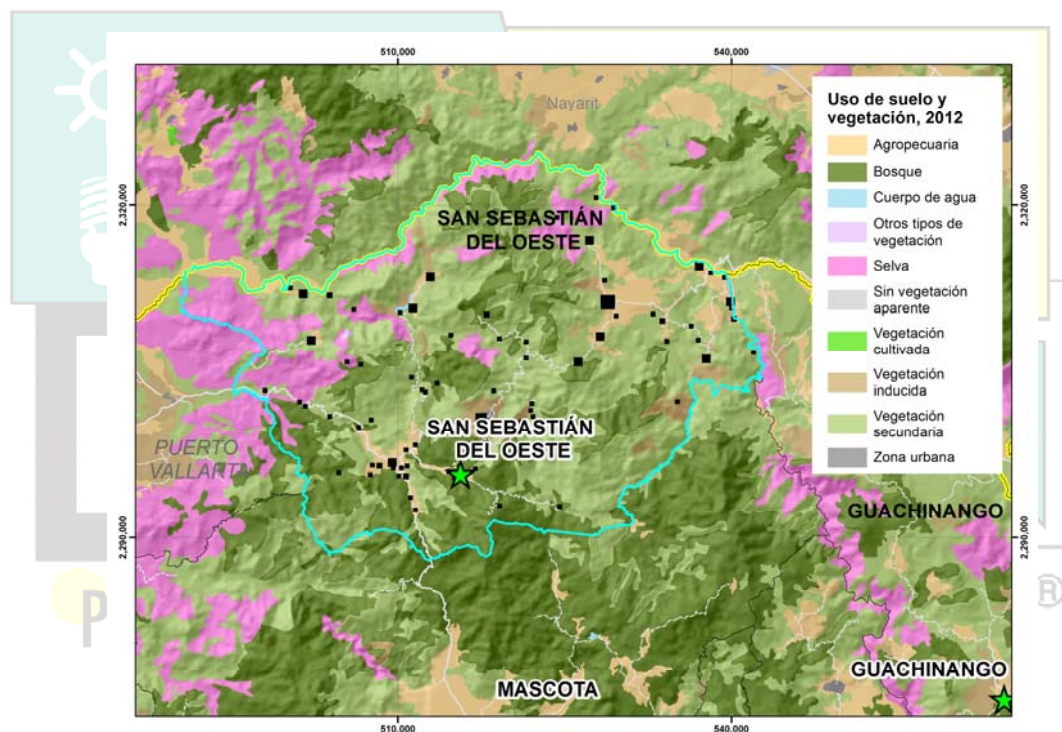 510,000
540,000
Nayarit
Uso de suelo y
vegetación, 2012
Agropecuaria
Bosque
Cuerpo de agua
Otros tipos de
vegetación
Selva
Sin vegetación
aparente
Vegetación
cultivada
Vegetación
inducida
Vegetación
secundaria
Zona urbana
2,320,000
2,320,000
SAN SEBASTIÁN
DEL OESTE
SAN SEBASTIÁN
DEL OESTE
PUERTO
VALLARTA
GUACHINANGO
2,290,000
2,290,000
P
®
GUACHINANGO
MASCOTA
510,000
540,000